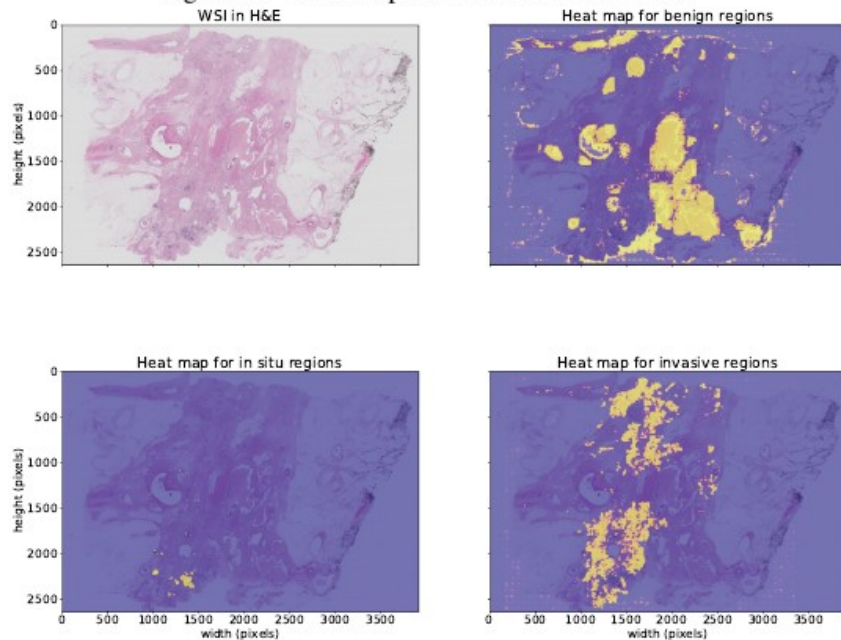 WSI in H&E
Heat map for benign regions
0
500
1000
1500
2000
2500
height (pixels)
Heat map for in situ regions
Heat map for invasive regions
0
500
1000
1500
2000
2500
height (pixels)
0 500 1000 1500 2000 2500 3000 3500
0 500 1000 1500 2000 2500 3000 3500
width (pixels)
width (pixels)